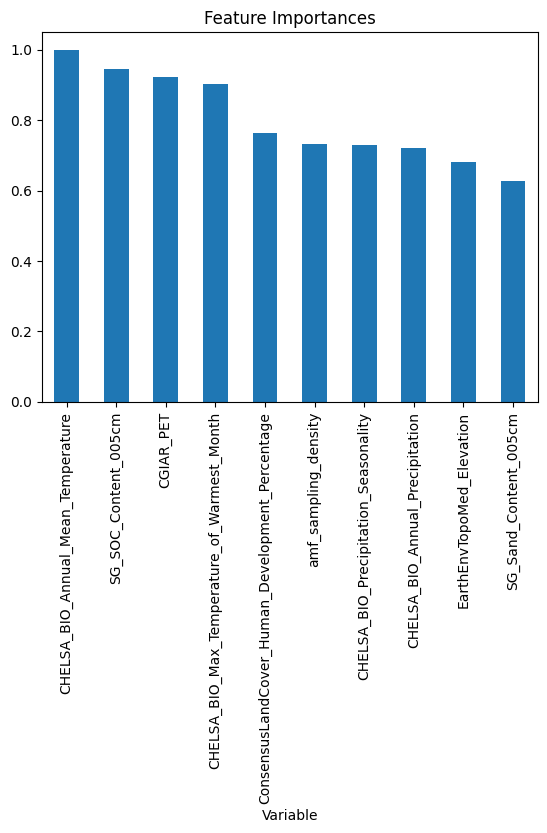 Feature Importances
1.0
0.8
0.6
0.4
0.2
0.0
CHELSA_BIO_Annual_Mean_Temperature
SG_SOC_Content_005cm
CGIAR_PET
CHELSA_BIO_Max_Temperature_of_Warmest_Month
ConsensusLandCover_Human_Development_Percentage
amf_sampling_density
CHELSA_BIO_Precipitation_Seasonality
CHELSA_BIO_Annual_Precipitation
EarthEnvTopoMed_Elevation
SG_Sand_Content_005cm
Variable